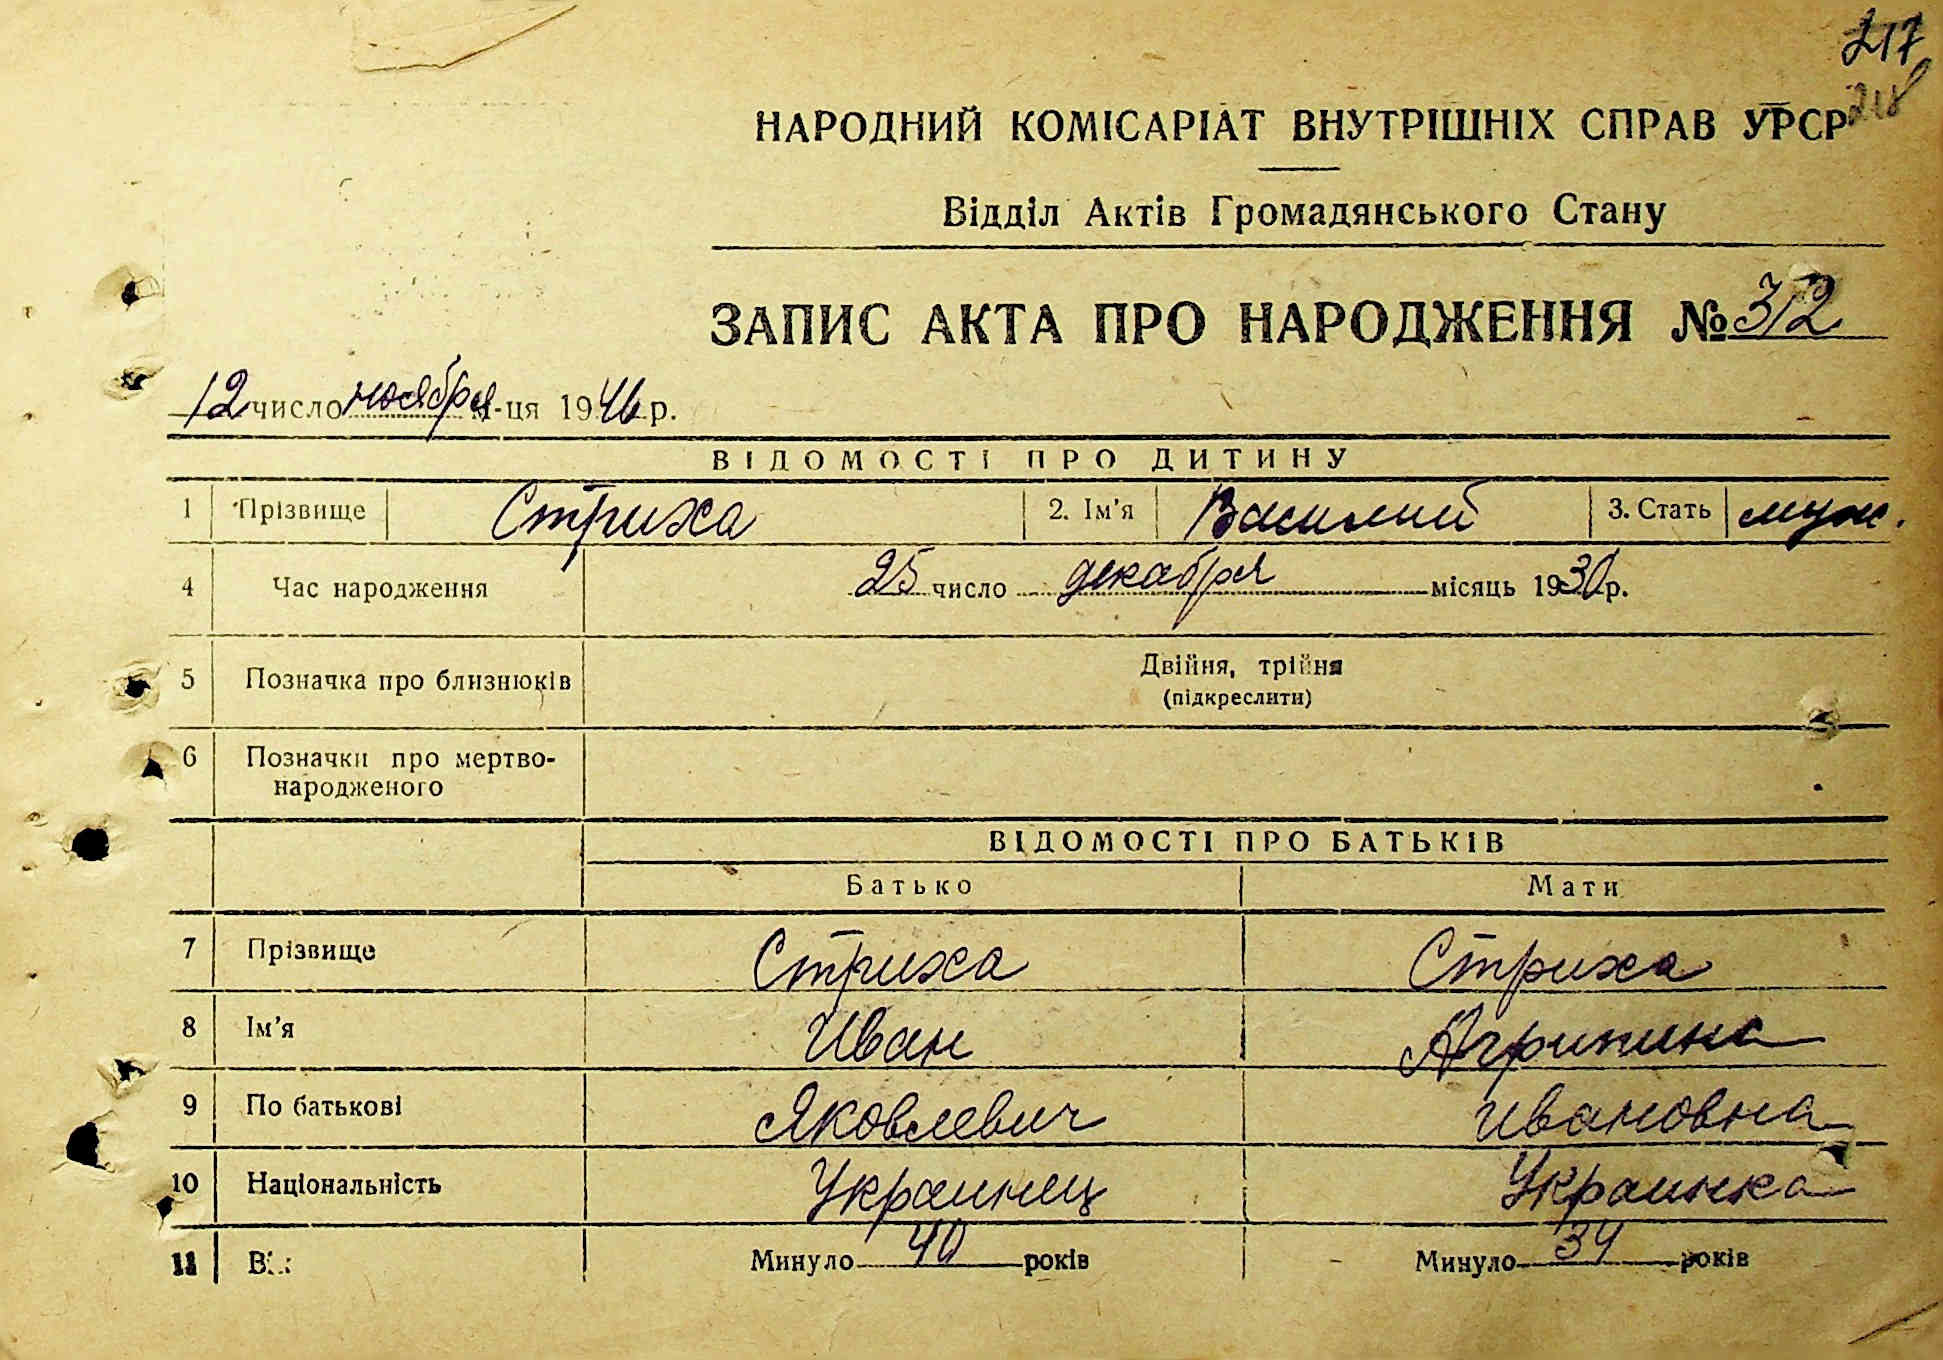 217
218
НАРОДНИЙ КОМІСАРІАТ ВНУТРІШНІХ СПРАВ УРСР
Відділ Актів Громадянського Стану
ЗАПИС АКТА ПРО НАРОДЖЕННЯ № 312
12 число ноября м-ця 1946 р.
ВІДОМОСТІ ПРО ДИТИНУ
1 Прізвище Стриха 2. Ім'я Василий 3. Стать муж.
4 Час народження 25 число декабря місяць 1930 р.
5 Позначка про близнюків Двійня, трійня
(підкреслити)
6 Позначки про мертво-
народженого
ВІДОМОСТІ ПРО БАТЬКІВ
Батько Мати
7 Прізвище Стриха Стриха
8 Ім'я Иван Агрипина
9 По батькові Яковлевич Ивановна
10 Національність Украинец Украинка
11 Минуло 40 років Минуло 34 років